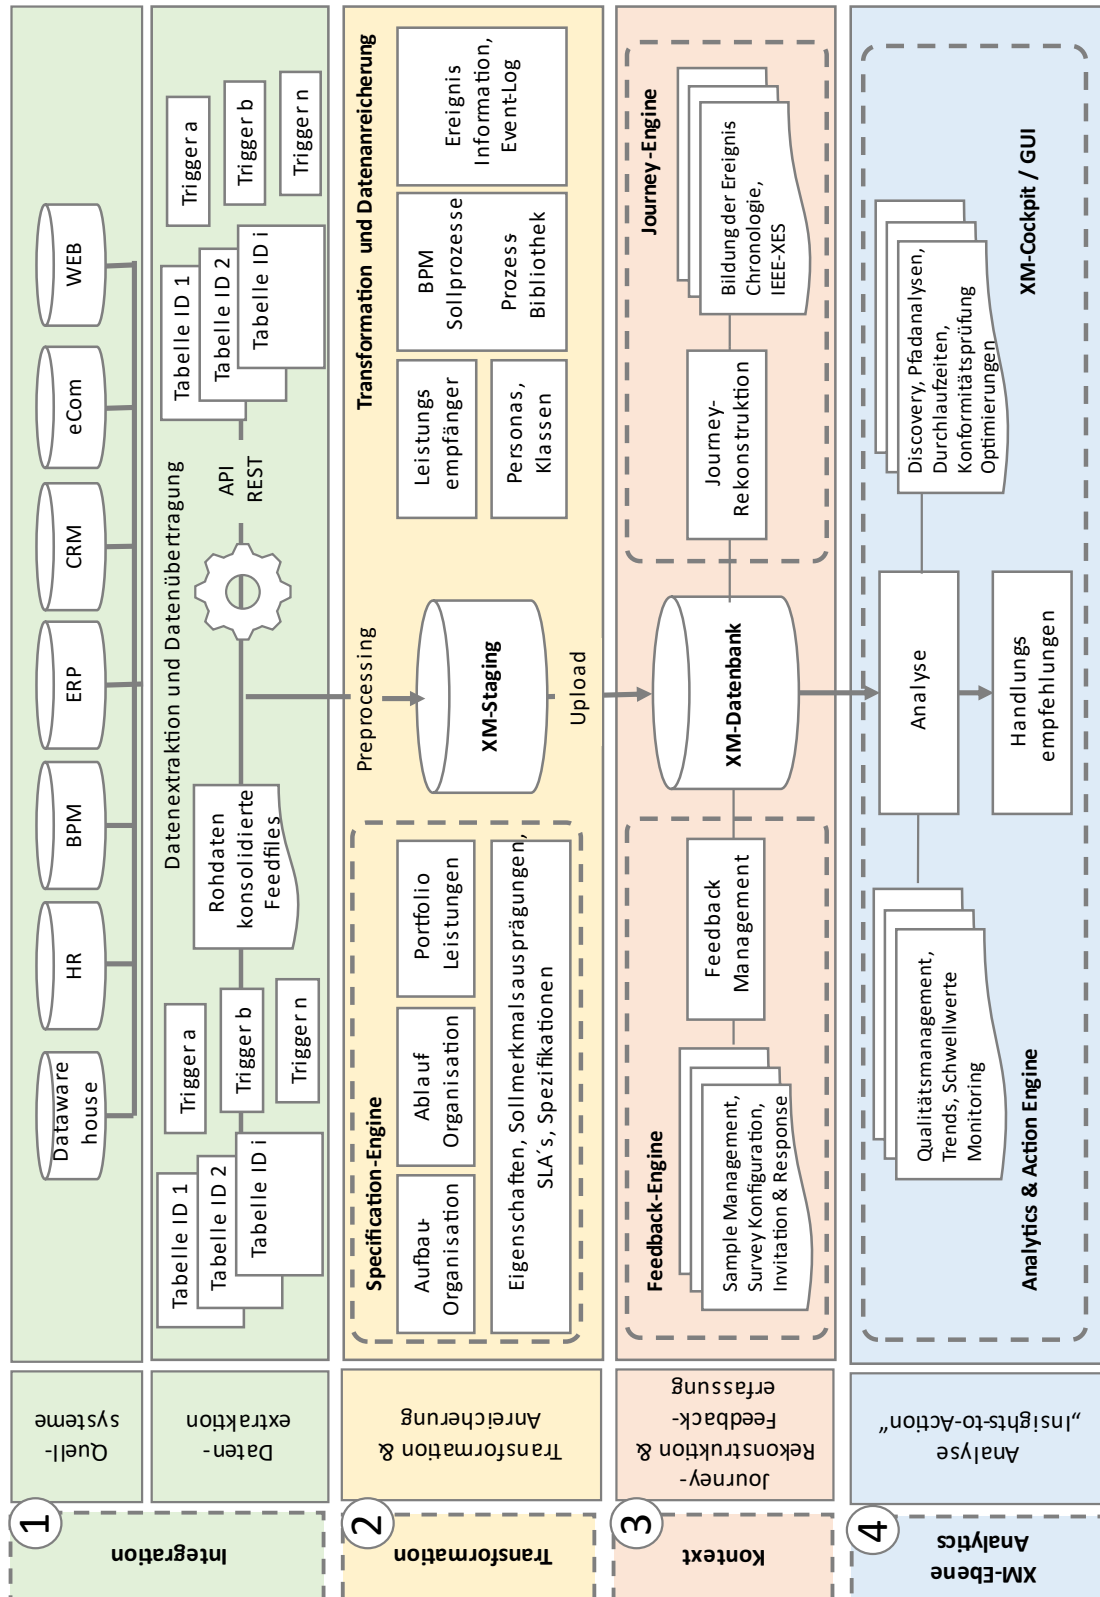 1
Integration
Quell-
systeme
Dataware
house
HR
BPM
ERP
CRM
eCom
WEB
Daten-
extraktion
Datenextraktion und Datenübertragung
Tabelle ID 1
Tabelle ID 2
Tabelle ID i
Trigger a
Trigger b
Trigger n
Rohdaten
konsolidierte
Feedfiles
API
REST
Tabelle ID 1
Tabelle ID 2
Tabelle ID i
Trigger a
Trigger b
Trigger n
2
Transformation
Transformation &
Anreicherung
Specification-Engine
Aufbau-
Organisation
Ablauf
Organisation
Portfolio
Leistungen
Eigenschaften, Sollmerkmalsausprägungen,
SLA´s, Spezifikationen
Preprocessing
XM-Staging
Upload
Transformation und Datenanreicherung
Leistungs
empfänger
Personas,
Klassen
BPM
Sollprozesse
Prozess
Bibliothek
Ereignis
Information,
Event-Log
3
Kontext
Journey-
Rekonstruktion &
Feedback-
erfassung
Feedback-Engine
Sample Management,
Survey Konfiguration,
Invitation & Response
Feedback
Management
XM-Datenbank
Journey-Engine
Journey-
Rekonstruktion
Bildung der Ereignis
Chronologie,
IEEE-XES
4
XM-Ebene
Analytics
Analyse
„Insights-to-Action“
Qualitätsmanagement,
Trends, Schwellwerte
Monitoring
Analytics & Action Engine
Analyse
Handlungs
empfehlungen
Discovery, Pfadanalysen,
Durchlaufzeiten,
Konformitätsprüfung
Optimierungen
XM-Cockpit / GUI